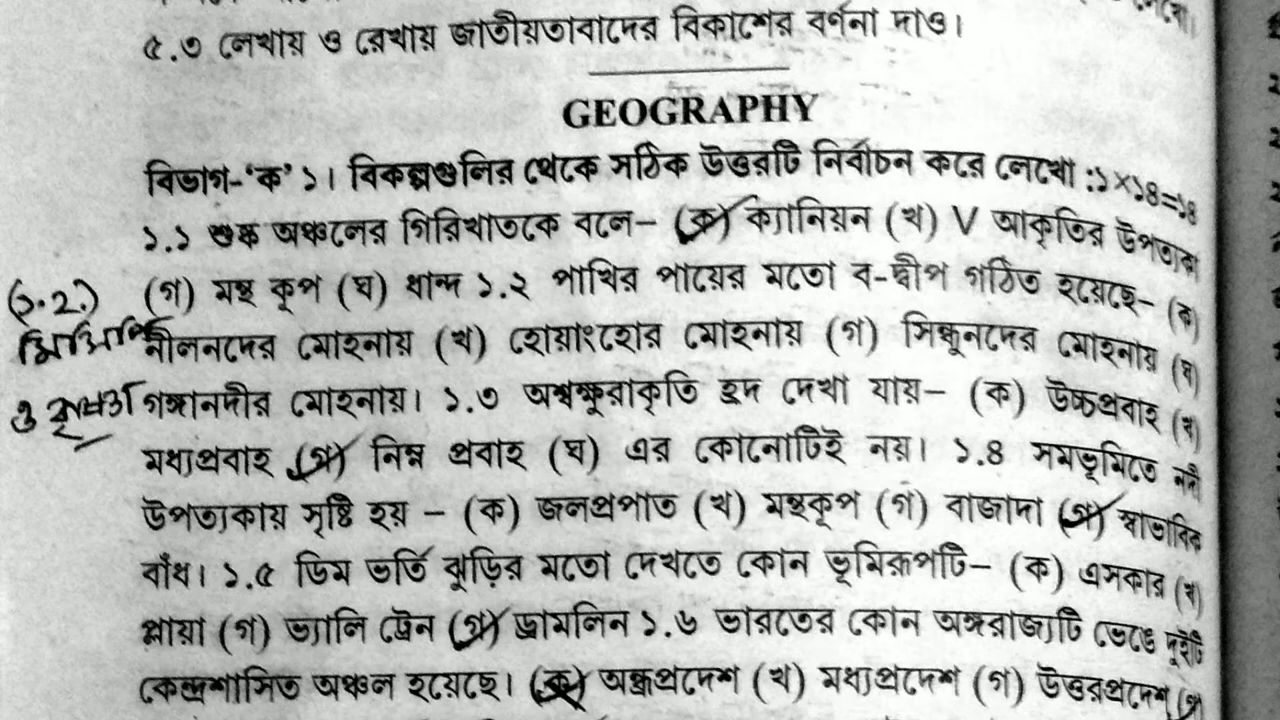 ৫.৩ লেখায় ও রেখায় জাতীয়তাবাদের বিকাশের বর্ণনা দাও।
GEOGRAPHY
বিভাগ-‘ক’ ১। বিকল্পগুলির থেকে সঠিক উত্তরটি নির্বাচন করে লেখো :১×১৪=১৪
১.১ শুষ্ক অঞ্চলের গিরিখাতকে বলে– (ক) ক্যানিয়ন (খ) V আকৃতির উপত্যকা
(গ) মন্থ কূপ (ঘ) ধান্দ ১.২ পাখির পায়ের মতো ব-দ্বীপ গঠিত হয়েছে– (ক)
(১.2.)
নীলনদের মোহনায় (খ) হোয়াংহোর মোহনায় (গ) সিন্ধুনদের মোহনায় (ঘ)
ও কৃষ্ণা
গঙ্গানদীর মোহনায়। ১.৩ অশ্বক্ষুরাকৃতি হ্রদ দেখা যায়– (ক) উচ্চপ্রবাহ (খ)
মধ্যপ্রবাহ (গ) নিম্ন প্রবাহ (ঘ) এর কোনোটিই নয়। ১.৪ সমভূমিতে নদী
উপত্যকায় সৃষ্টি হয় – (ক) জলপ্রপাত (খ) মন্থকূপ (গ) বাজাদা (ঘ) স্বাভাবিক
বাঁধ। ১.৫ ডিম ভর্তি ঝুড়ির মতো দেখতে কোন ভূমিরূপটি– (ক) এসকার (খ)
প্লায়া (গ) ভ্যালি ট্রেন (ঘ) ড্রামলিন ১.৬ ভারতের কোন অঙ্গরাজ্যটি ভেঙে দুইটি
কেন্দ্রশাসিত অঞ্চল হয়েছে। (ক) অন্ধ্রপ্রদেশ (খ) মধ্যপ্রদেশ (গ) উত্তরপ্রদেশ (ঘ)